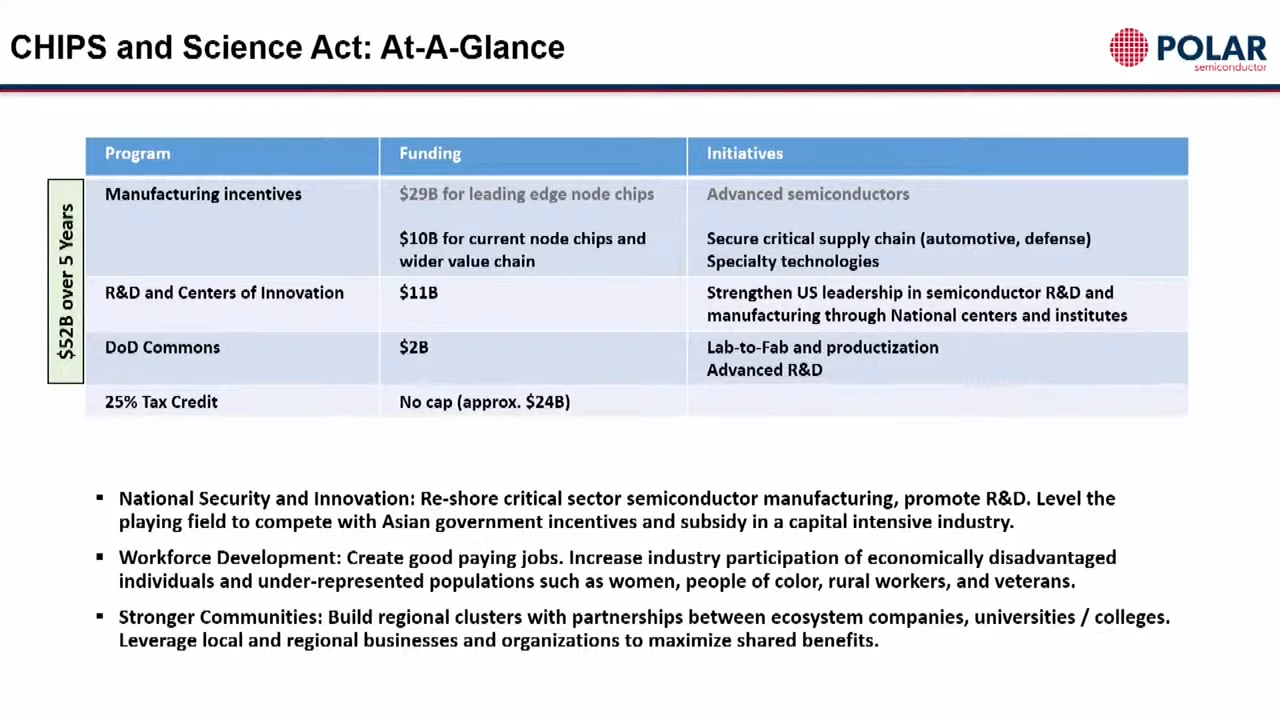 CHIPS and Science Act: At-A-Glance
POLAR
semiconductor
Program
Funding
Initiatives
$52B over 5 Years
Manufacturing incentives
$29B for leading edge node chips
Advanced semiconductors
$10B for current node chips and
wider value chain
Secure critical supply chain (automotive, defense)
Specialty technologies
R&D and Centers of Innovation
$11B
Strengthen US leadership in semiconductor R&D and
manufacturing through National centers and institutes
DoD Commons
$2B
Lab-to-Fab and productization
Advanced R&D
25% Tax Credit
No cap (approx. $24B)
▪ National Security and Innovation: Re-shore critical sector semiconductor manufacturing, promote R&D. Level the
playing field to compete with Asian government incentives and subsidy in a capital intensive industry.
▪ Workforce Development: Create good paying jobs. Increase industry participation of economically disadvantaged
individuals and under-represented populations such as women, people of color, rural workers, and veterans.
▪ Stronger Communities: Build regional clusters with partnerships between ecosystem companies, universities / colleges.
Leverage local and regional businesses and organizations to maximize shared benefits.